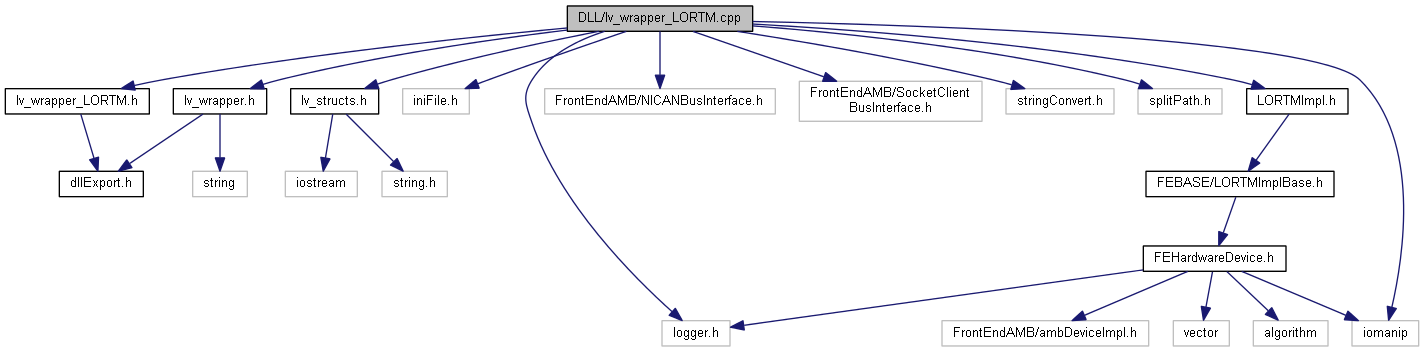 DLL/lv_wrapper_LORTM.cpp
lv_wrapper_LORTM.h
lv_wrapper.h
lv_structs.h
iniFile.h
FrontEndAMB/NICANBusInterface.h
FrontEndAMB/SocketClient
BusInterface.h
stringConvert.h
splitPath.h
LORTMImpl.h
dllExport.h
string
iostream
string.h
FEBASE/LORTMImplBase.h
FEHardwareDevice.h
logger.h
FrontEndAMB/ambDeviceImpl.h
vector
algorithm
iomanip